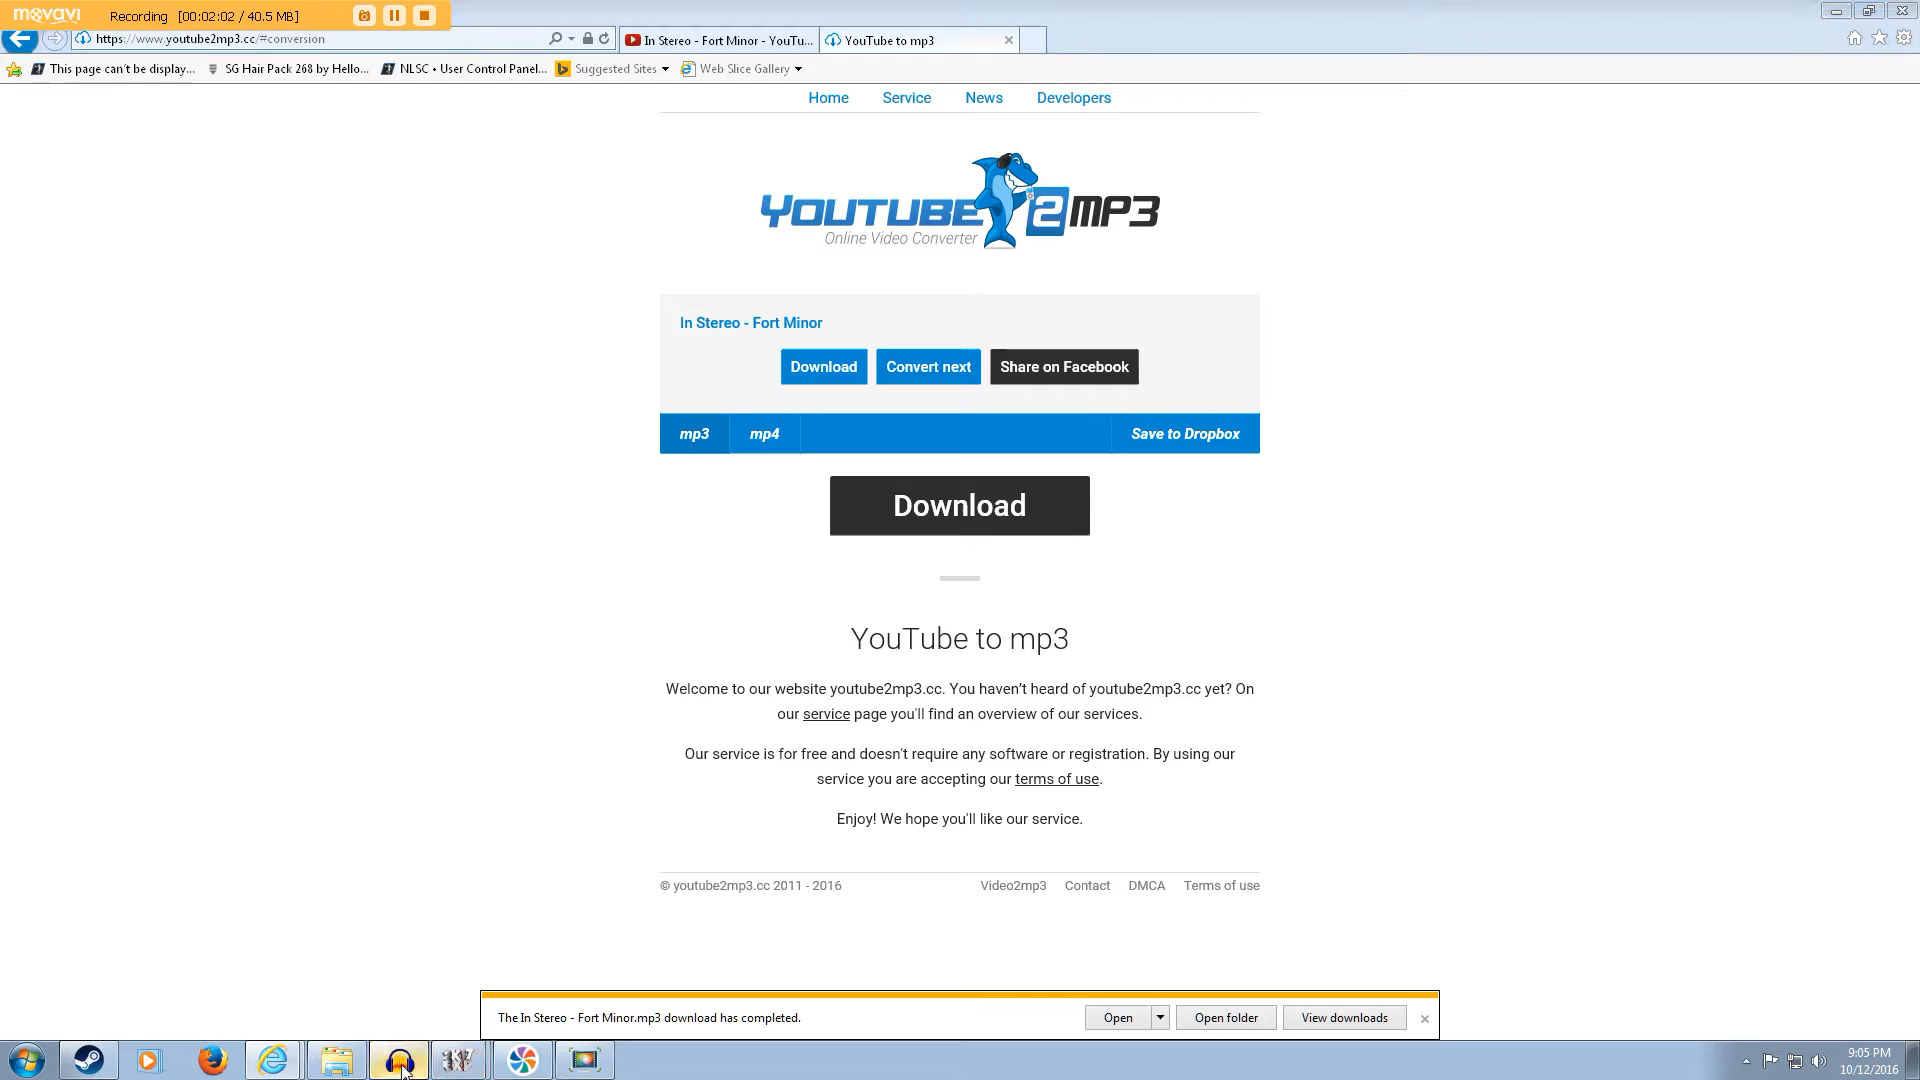 movavi Recording [00:02:02 / 40.5 MB]
https://www.youtube2mp3.cc/#conversion
In Stereo - Fort Minor - YouTu...
YouTube to mp3
This page can't be display...
SG Hair Pack 268 by Hello...
NLSC • User Control Panel...
Suggested Sites
Web Slice Gallery
Home Service News Developers
YOUTUBE 2 MP3
Online Video Converter
In Stereo - Fort Minor
Download Convert next Share on Facebook
mp3 mp4 Save to Dropbox
Download
YouTube to mp3
Welcome to our website youtube2mp3.cc. You haven't heard of youtube2mp3.cc yet? On
our service page you'll find an overview of our services.
Our service is for free and doesn't require any software or registration. By using our
service you are accepting our terms of use.
Enjoy! We hope you'll like our service.
© youtube2mp3.cc 2011 - 2016 Video2mp3 Contact DMCA Terms of use
The In Stereo - Fort Minor.mp3 download has completed. Open Open folder View downloads
9:05 PM
10/12/2016